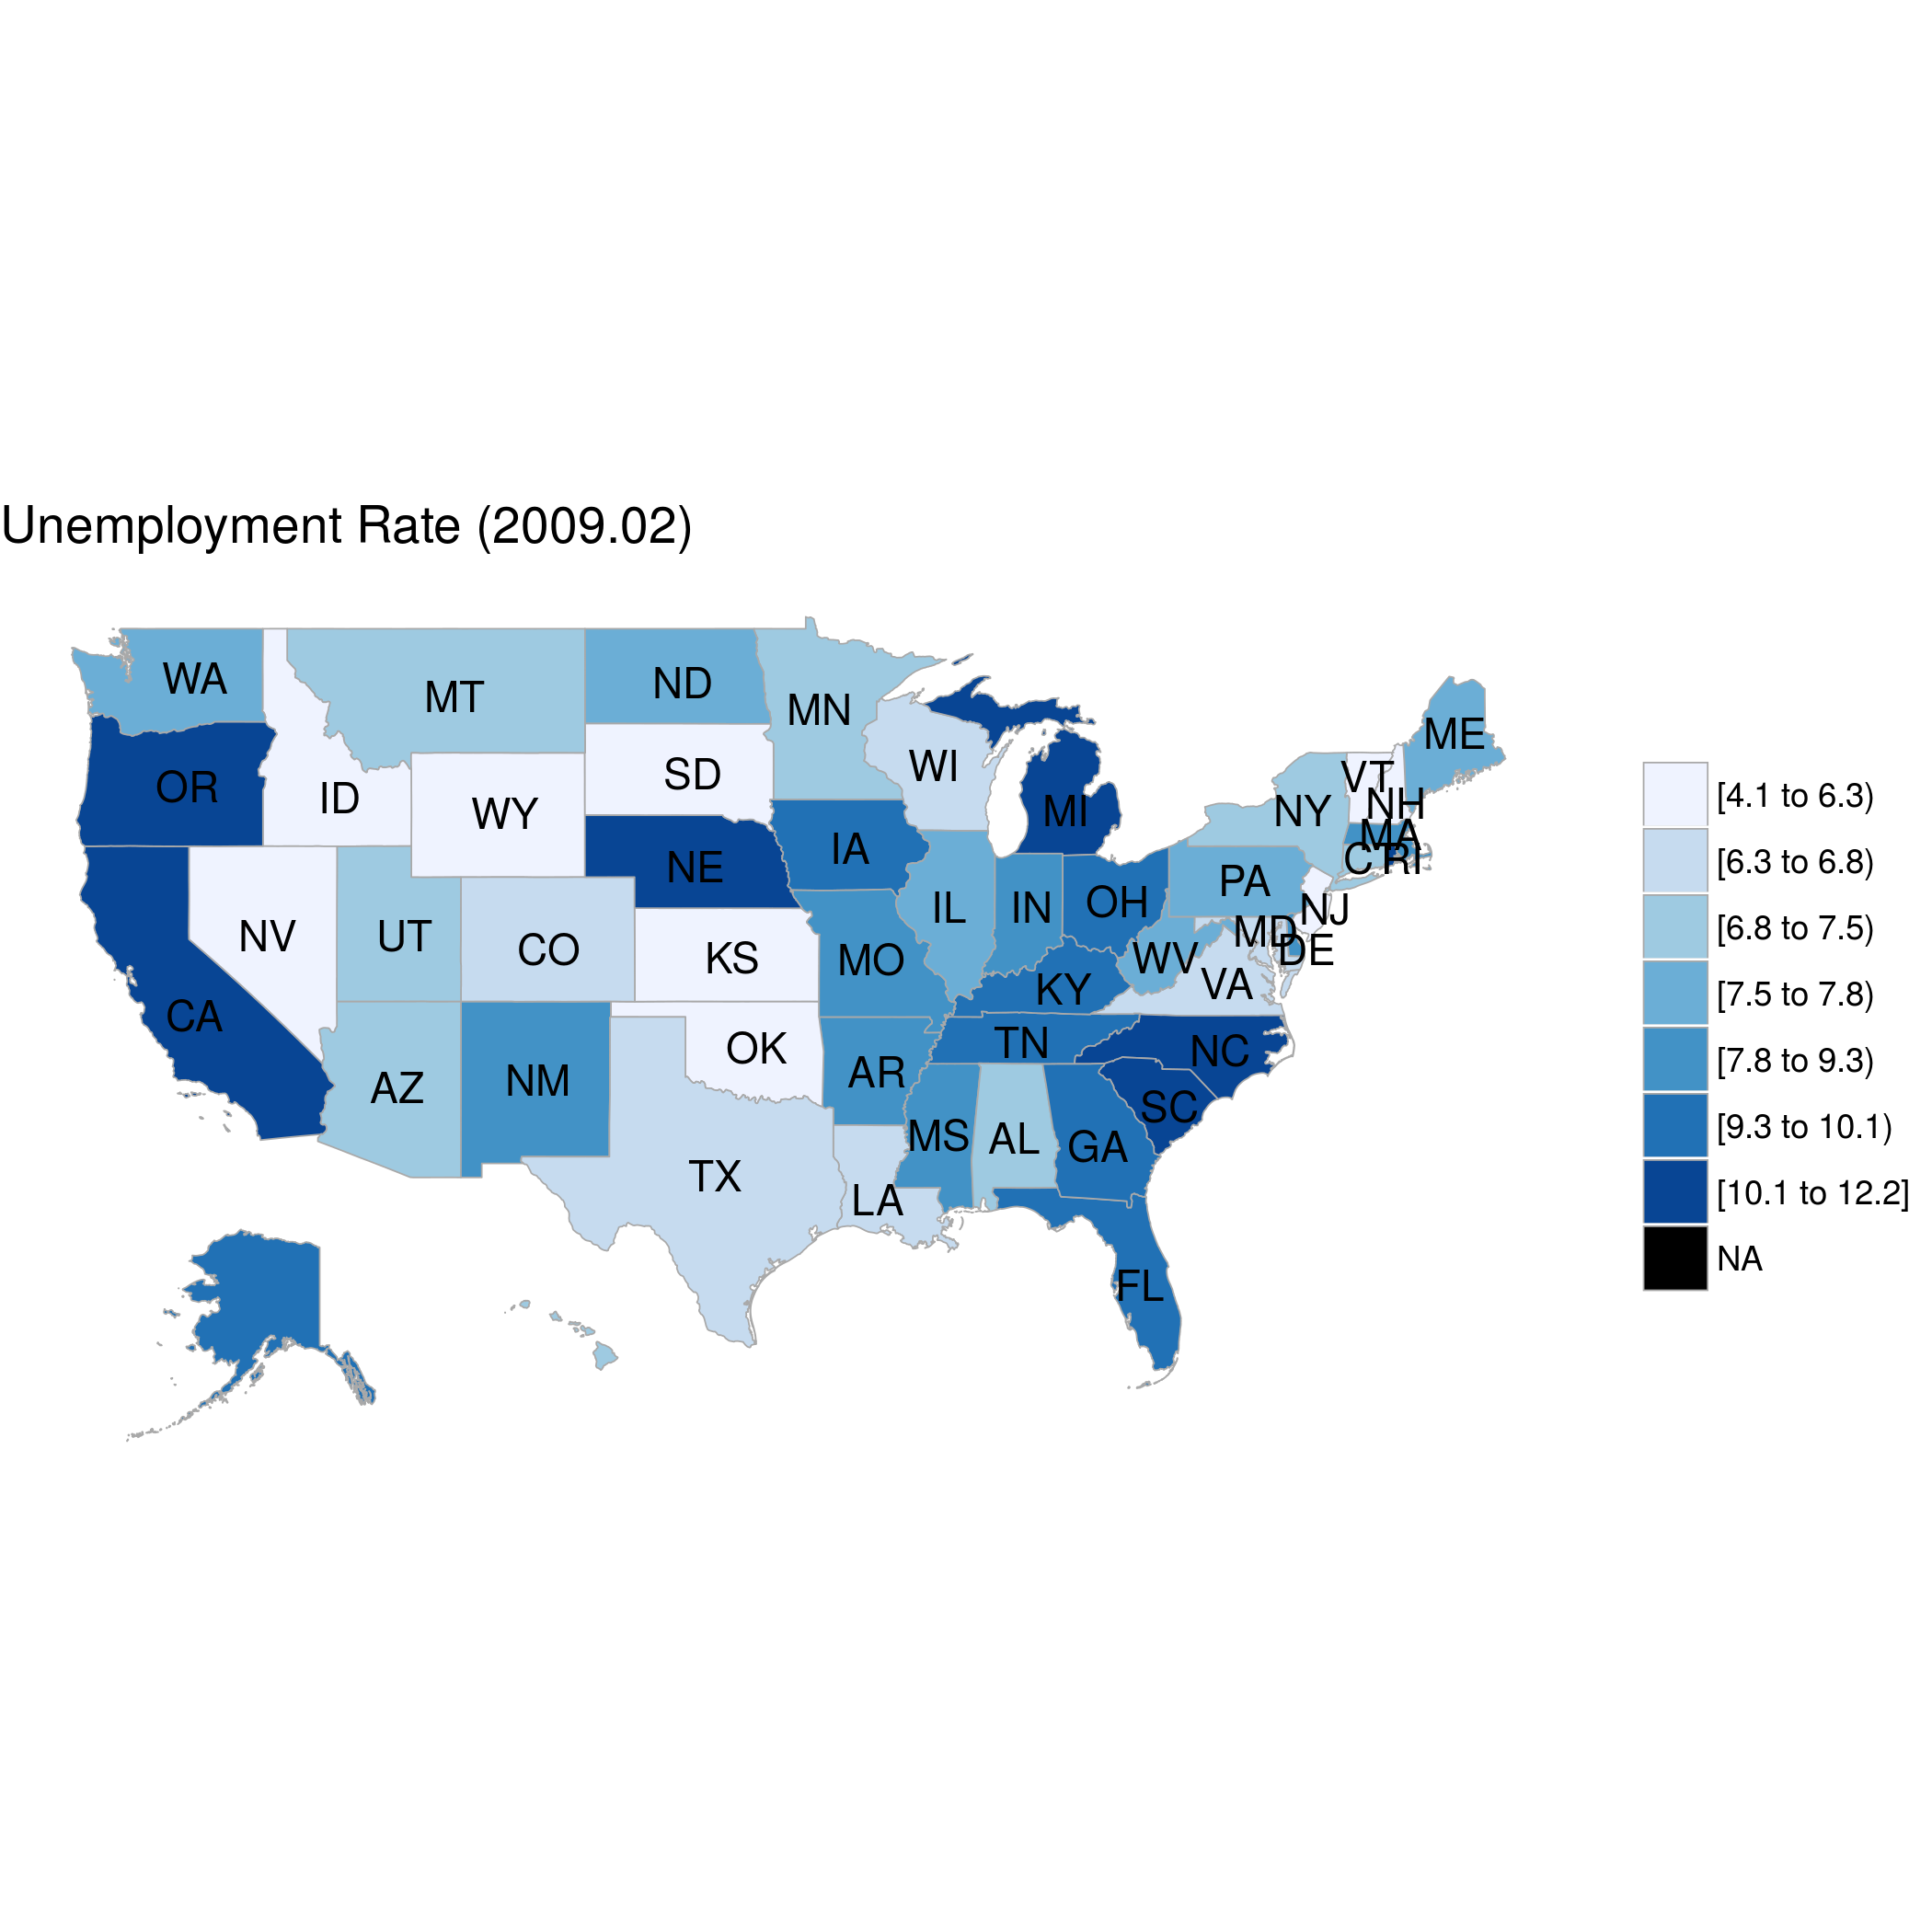 Unemployment Rate (2009.02)
WA
MT
ND
MN
ME
OR
ID
WY
SD
WI
MI
NY
VT
NH
MA
CT
RI
NE
IA
PA
NV
UT
CO
KS
MO
IL
IN
OH
NJ
MD
DE
WV
VA
KY
CA
AZ
NM
OK
AR
TN
NC
SC
TX
LA
MS
AL
GA
FL
[4.1 to 6.3)
[6.3 to 6.8)
[6.8 to 7.5)
[7.5 to 7.8)
[7.8 to 9.3)
[9.3 to 10.1)
[10.1 to 12.2]
NA